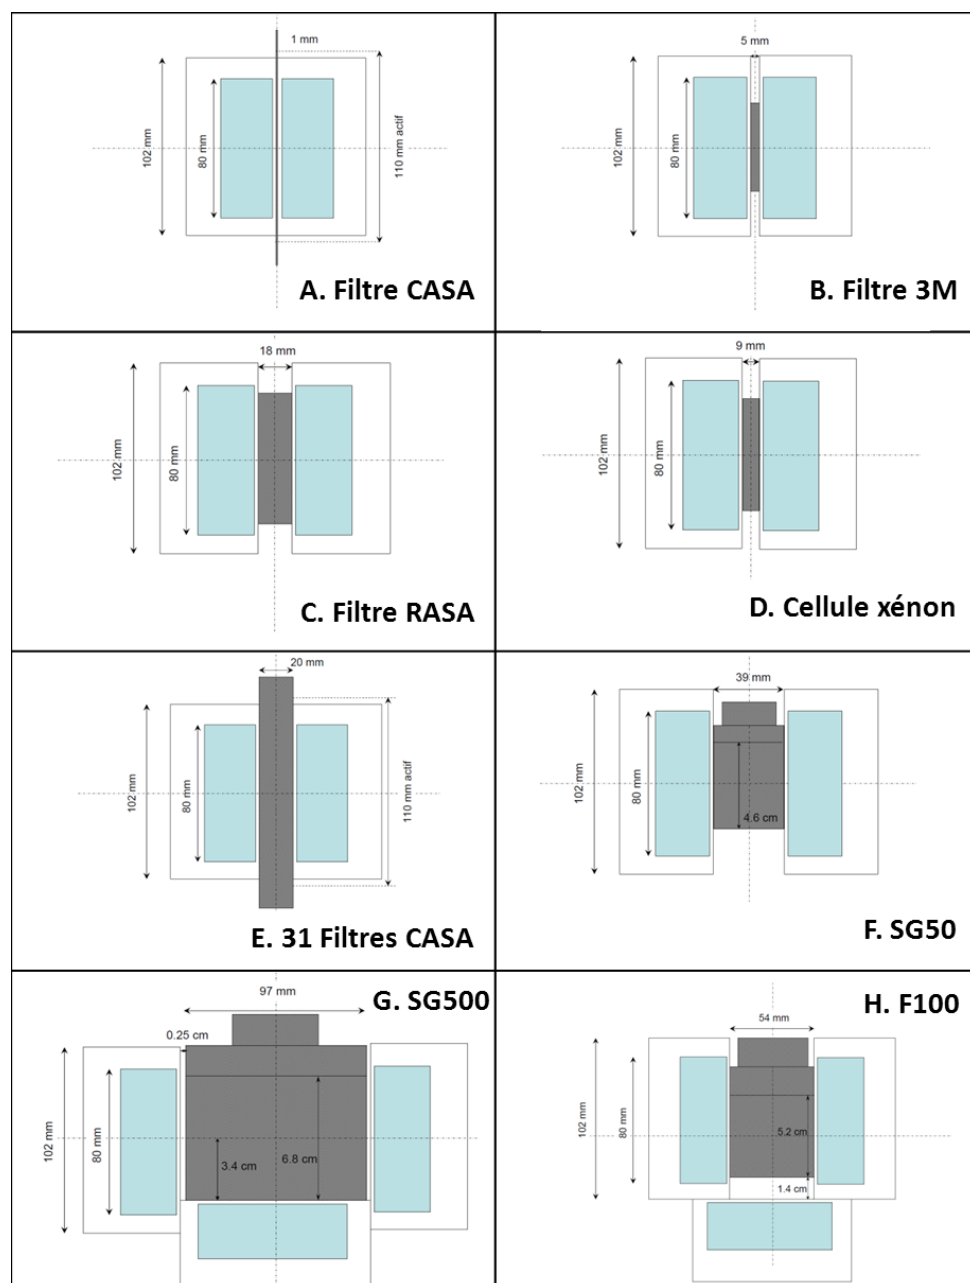 1 mm
102 mm
80 mm
110 mm actif
A. Filtre CASA
5 mm
102 mm
80 mm
B. Filtre 3M
18 mm
102 mm
80 mm
C. Filtre RASA
9 mm
102 mm
80 mm
D. Cellule xénon
20 mm
102 mm
80 mm
110 mm actif
E. 31 Filtres CASA
39 mm
102 mm
80 mm
4.6 cm
F. SG50
97 mm
G. SG500
0.25 cm
102 mm
80 mm
3.4 cm
6.8 cm
H. F100
54 mm
102 mm
80 mm
5.2 cm
1.4 cm